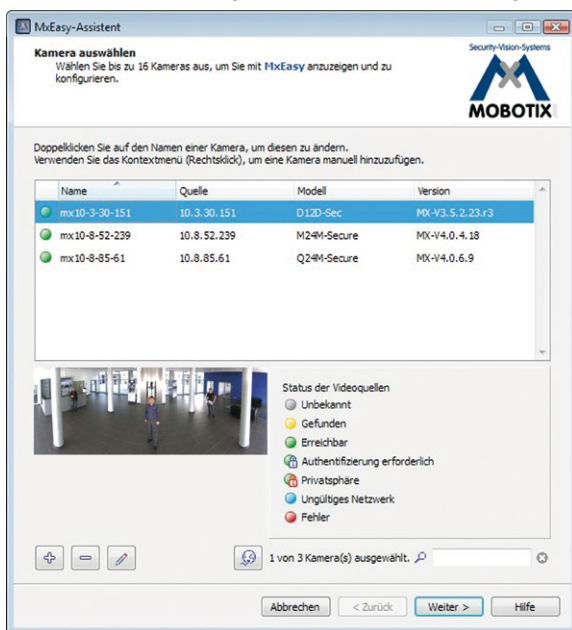 MxEasy-Assistent
Kamera auswählen
Wählen Sie bis zu 16 Kameras aus, um Sie mit MxEasy anzuzeigen und zu
konfigurieren.
Security-Vision-Systems
MOBOTIX
Doppelklicken Sie auf den Namen einer Kamera, um diesen zu ändern.
Verwenden Sie das Kontextmenü (Rechtsklick), um eine Kamera manuell hinzuzufügen.
Name Quelle Modell Version
mx10-3-30-151 10.3.30.151 D12D-Sec MX-V3.5.2.23.r3
mx10-8-52-239 10.8.52.239 M24M-Secure MX-V4.0.4.18
mx10-8-85-61 10.8.85.61 Q24M-Secure MX-V4.0.6.9
Status der Videoquellen
Unbekannt
Gefunden
Erreichbar
Authentifizierung erforderlich
Privatsphäre
Ungültiges Netzwerk
Fehler
1 von 3 Kamera(s) ausgewählt.
Abbrechen < Zurück Weiter > Hilfe